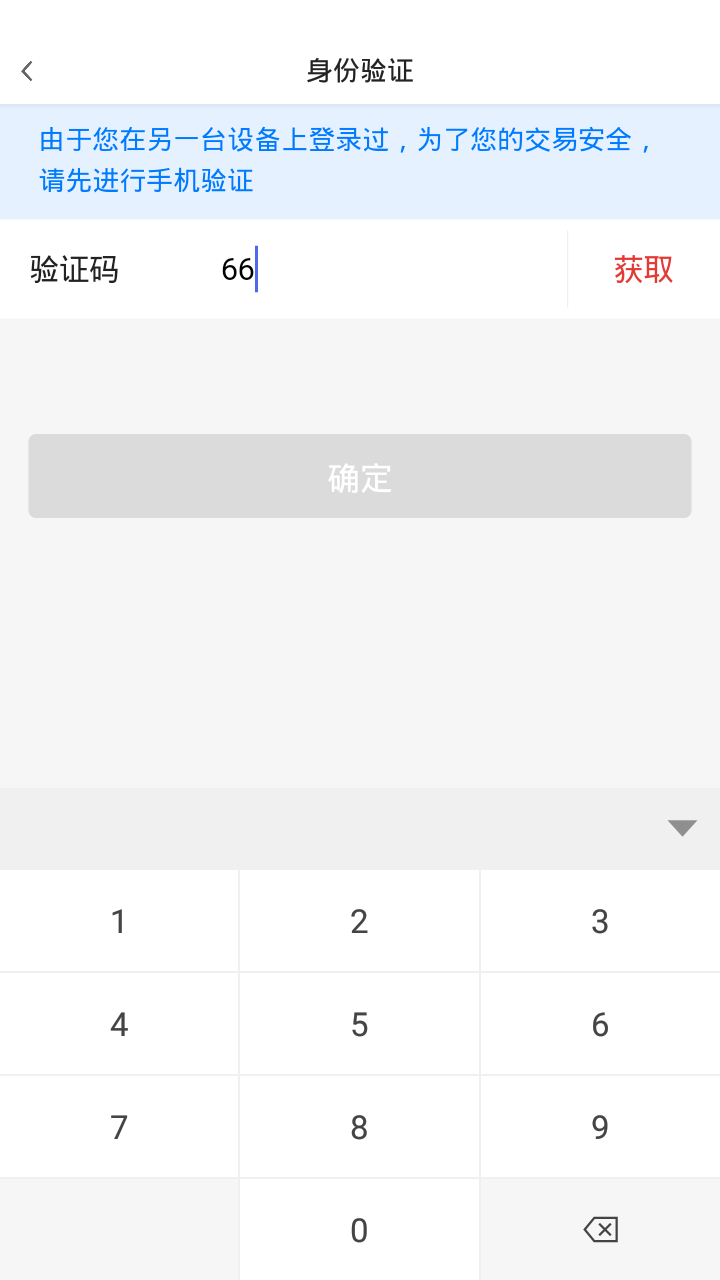 身份验证
由于您在另一台设备上登录过，为了您的交易安全，
请先进行手机验证
验证码 66 获取
确定
1 2 3
4 5 6
7 8 9
0